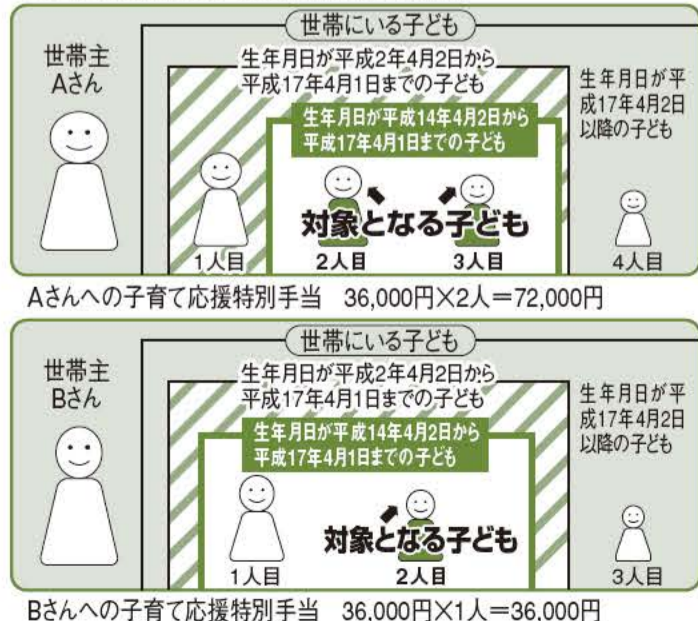 世帯にいる子ども
世帯主
Aさん
生年月日が平成2年4月2日から
平成17年4月1日までの子ども
生年月日が平成14年4月2日から
平成17年4月1日までの子ども
生年月日が平
成17年4月2日
以降の子ども
対象となる子ども
1人目
2人目
3人目
4人目
Aさんへの子育て応援特別手当 36,000円×2人=72,000円
世帯にいる子ども
世帯主
Bさん
生年月日が平成2年4月2日から
平成17年4月1日までの子ども
生年月日が平成14年4月2日から
平成17年4月1日までの子ども
生年月日が平
成17年4月2日
以降の子ども
対象となる子ども
1人目
2人目
3人目
Bさんへの子育て応援特別手当 36,000円×1人=36,000円